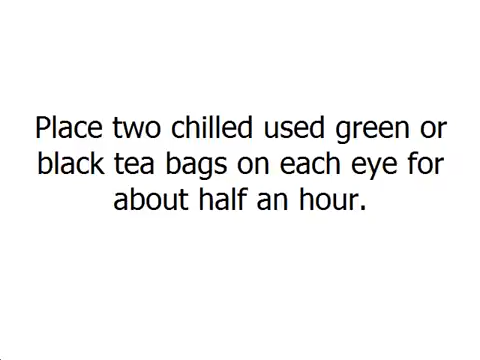 Place two chilled used green or
black tea bags on each eye for
about half an hour.